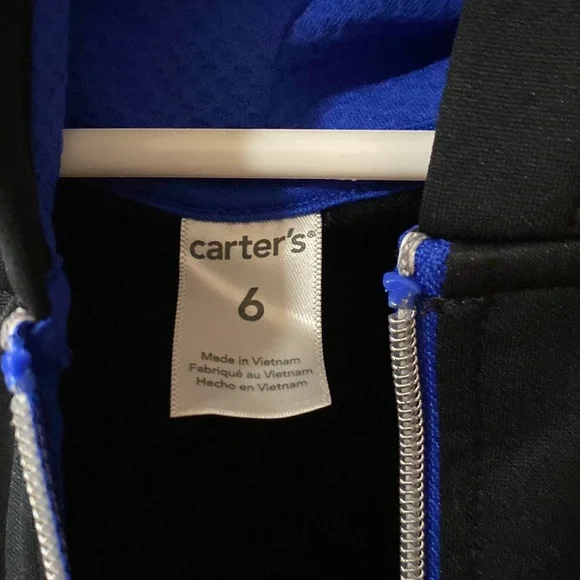 carter's®
6
Made in Vietnam
Fabriqué au Vietnam
Hecho en Vietnam